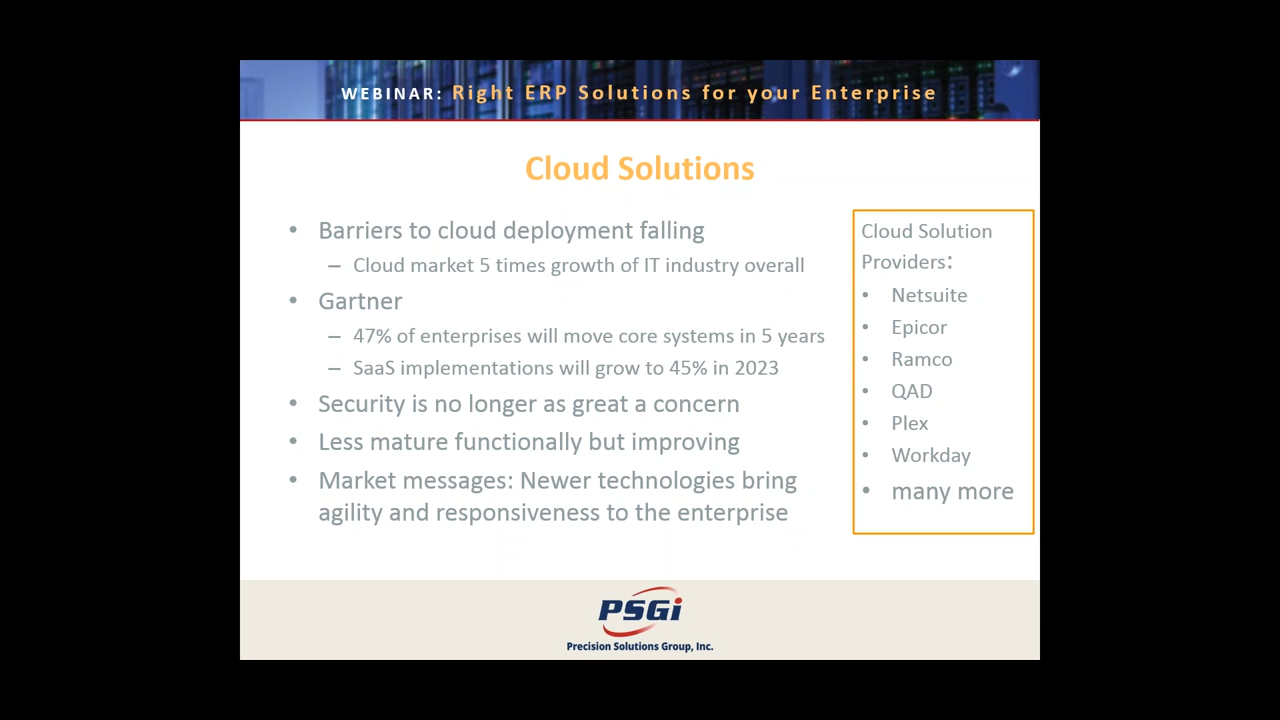 WEBINAR: Right ERP Solutions for your Enterprise
Cloud Solutions
• Barriers to cloud deployment falling
– Cloud market 5 times growth of IT industry overall
• Gartner
– 47% of enterprises will move core systems in 5 years
– SaaS implementations will grow to 45% in 2023
• Security is no longer as great a concern
• Less mature functionally but improving
• Market messages: Newer technologies bring
agility and responsiveness to the enterprise
Cloud Solution
Providers:
• Netsuite
• Epicor
• Ramco
• QAD
• Plex
• Workday
• many more
PSGi
Precision Solutions Group, Inc.